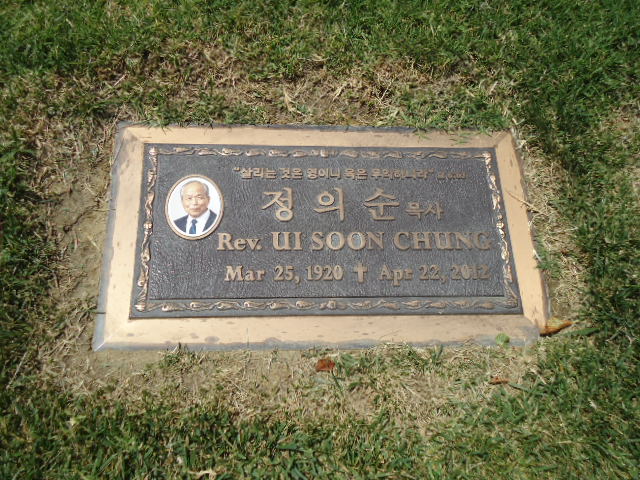 "살리는 것은 영이니 육은 무익하니라"
정 의 순 목사
Rev. UI SOON CHUNG
Mar 25, 1920 ✝ Apr 22, 2012